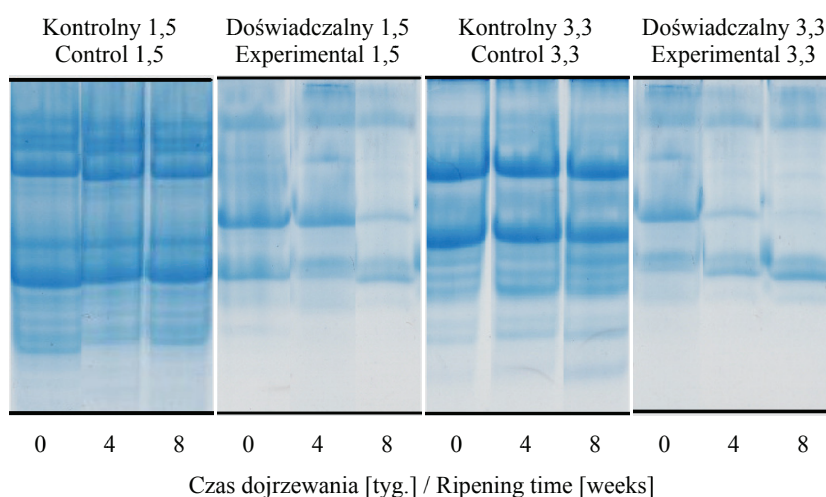 Kontrolny 1,5
Control 1,5
Doświadczalny 1,5
Experimental 1,5
Kontrolny 3,3
Control 3,3
Doświadczalny 3,3
Experimental 3,3
0 4 8 0 4 8 0 4 8 0 4 8
Czas dojrzewania [tyg.] / Ripening time [weeks]